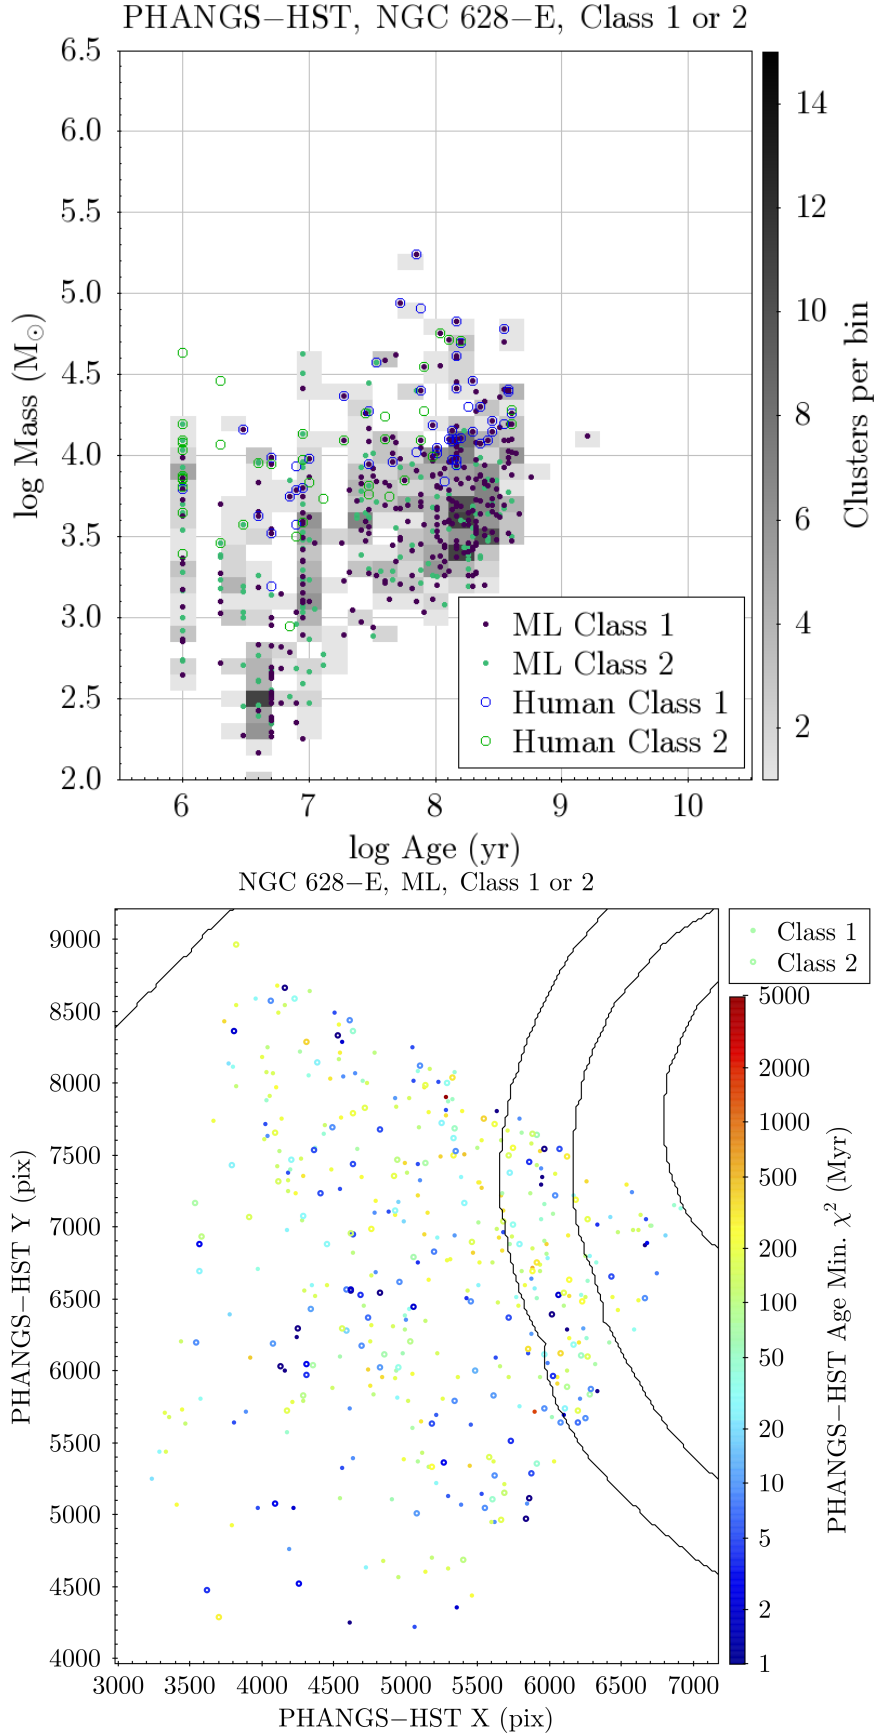 PHANGS−HST, NGC 628−E, Class 1 or 2
6.5
6.0
5.5
5.0
4.5
4.0
3.5
3.0
2.5
2.0
log Mass (M☉)
6 7 8 9 10
log Age (yr)
ML Class 1
ML Class 2
Human Class 1
Human Class 2
14
12
10
8
6
4
2
Clusters per bin
NGC 628−E, ML, Class 1 or 2
9000
8500
8000
7500
7000
6500
6000
5500
5000
4500
4000
PHANGS−HST Y (pix)
3000 3500 4000 4500 5000 5500 6000 6500 7000
PHANGS−HST X (pix)
Class 1
Class 2
5000
2000
1000
500
200
100
50
20
10
5
2
1
PHANGS−HST Age Min. χ² (Myr)